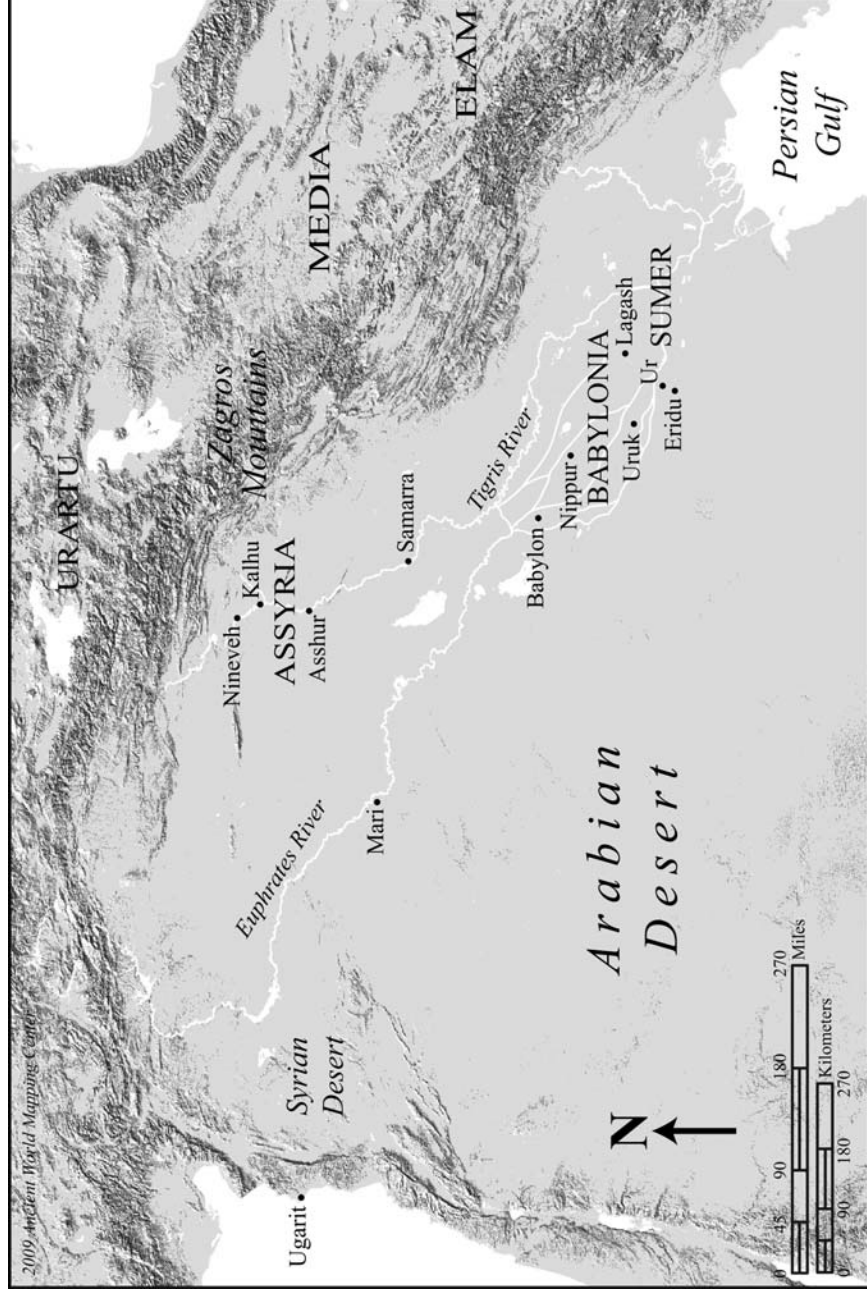 2009 Ancient World Mapping Center
URARTU
Zagros
Mountains
MEDIA
ELAM
Nineveh
Kalhu
ASSYRIA
Asshur
Samarra
Tigris River
Euphrates River
Mari
Syrian
Desert
Ugarit
Babylon
Nippur
BABYLONIA
Lagash
Uruk
Ur
SUMER
Eridu
Persian
Gulf
Arabian
Desert
N
0 45 90 180 270
Miles
0 90 180 270
Kilometers